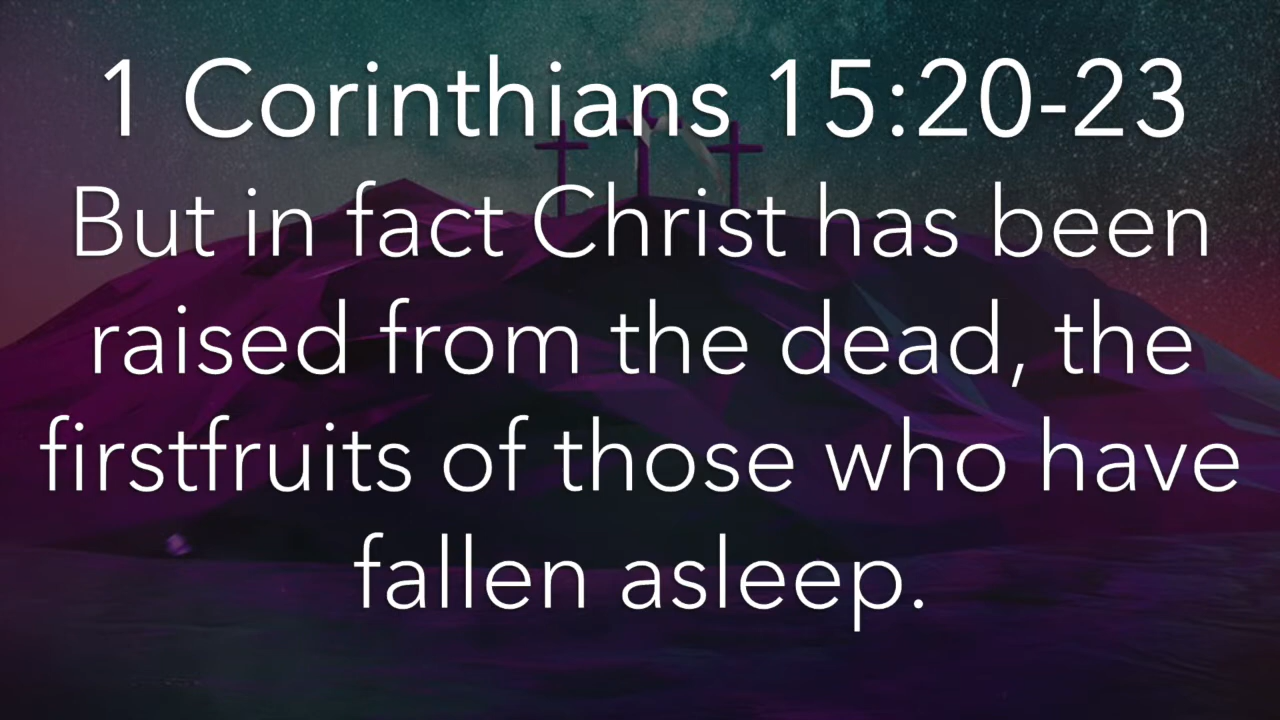 1 Corinthians 15:20-23
But in fact Christ has been
raised from the dead, the
firstfruits of those who have
fallen asleep.